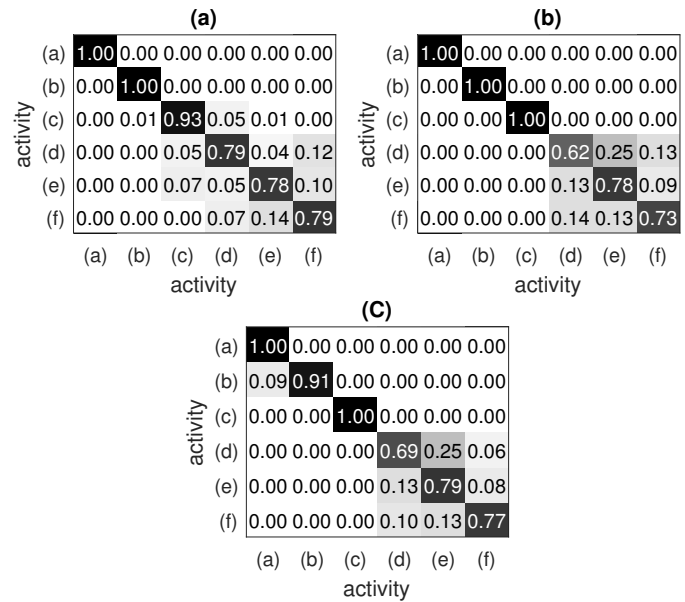 (a)
(a) 1.00 0.00 0.00 0.00 0.00 0.00
(b) 0.00 1.00 0.00 0.00 0.00 0.00
(c) 0.00 0.01 0.93 0.05 0.01 0.00
(d) 0.00 0.00 0.05 0.79 0.04 0.12
(e) 0.00 0.00 0.07 0.05 0.78 0.10
(f) 0.00 0.00 0.00 0.07 0.14 0.79
(a) (b) (c) (d) (e) (f)
activity
activity
(b)
(a) 1.00 0.00 0.00 0.00 0.00 0.00
(b) 0.00 1.00 0.00 0.00 0.00 0.00
(c) 0.00 0.00 1.00 0.00 0.00 0.00
(d) 0.00 0.00 0.00 0.62 0.25 0.13
(e) 0.00 0.00 0.00 0.13 0.78 0.09
(f) 0.00 0.00 0.00 0.14 0.13 0.73
(a) (b) (c) (d) (e) (f)
activity
activity
(C)
(a) 1.00 0.00 0.00 0.00 0.00 0.00
(b) 0.09 0.91 0.00 0.00 0.00 0.00
(c) 0.00 0.00 1.00 0.00 0.00 0.00
(d) 0.00 0.00 0.00 0.69 0.25 0.06
(e) 0.00 0.00 0.00 0.13 0.79 0.08
(f) 0.00 0.00 0.00 0.10 0.13 0.77
(a) (b) (c) (d) (e) (f)
activity
activity